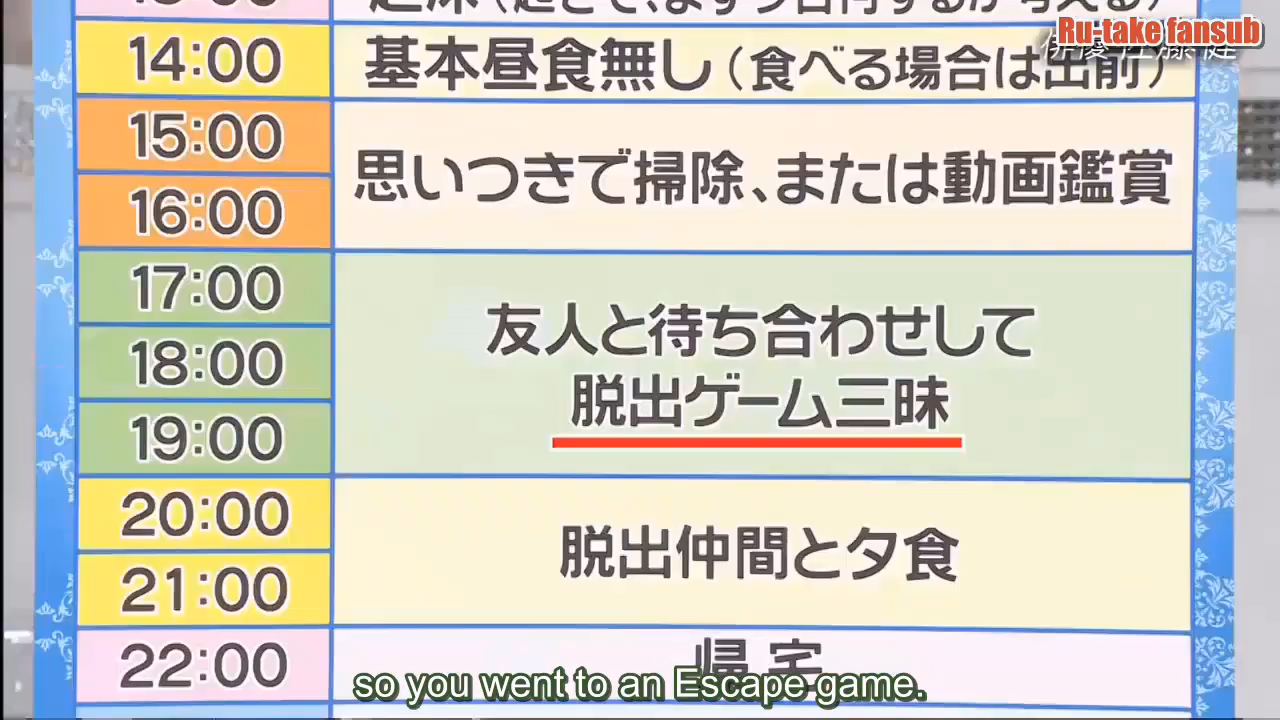 Ru-take fansub
14:00 基本昼食無し（食べる場合は出前）
15:00
16:00
思いつきで掃除、または動画鑑賞
17:00
18:00
19:00
友人と待ち合わせして
脱出ゲーム三昧
20:00
21:00
脱出仲間と夕食
22:00 帰宅
so you went to an Escape game.